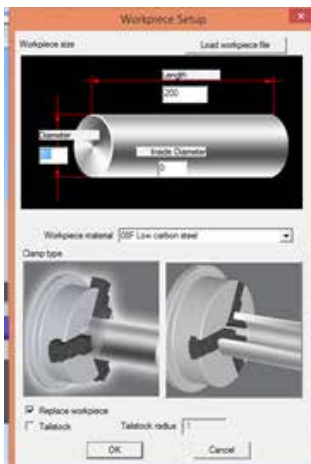 Workpiece Setup
Workpiece size
Load workpiece file
Length
200
Diameter
Inside Diameter
0
Workpiece material
08F Low carbon steel
Clamp type
Replace workpiece
Tailstock
Tailstock radius
1
OK
Cancel